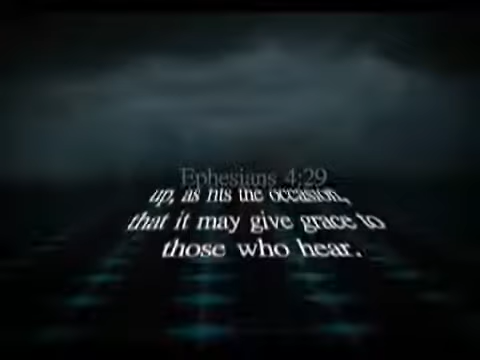 Ephesians 4:29
up, as fits the occasion,
that it may give grace to
those who hear.